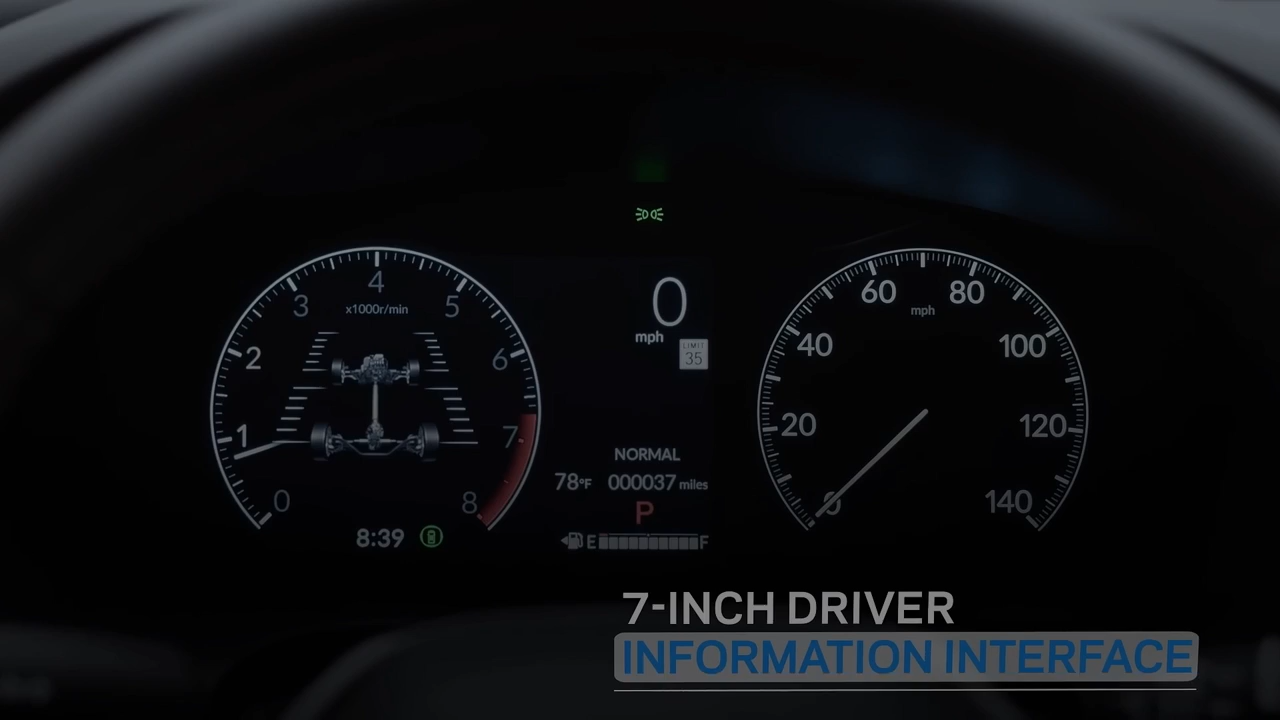 4
3
5
x1000r/min
2
6
1
7
0
8
8:39
0
mph
LIMIT
35
NORMAL
78°F 000037 miles
P
E F
60 80
mph
40 100
20 120
0 140
7-INCH DRIVER
INFORMATION INTERFACE